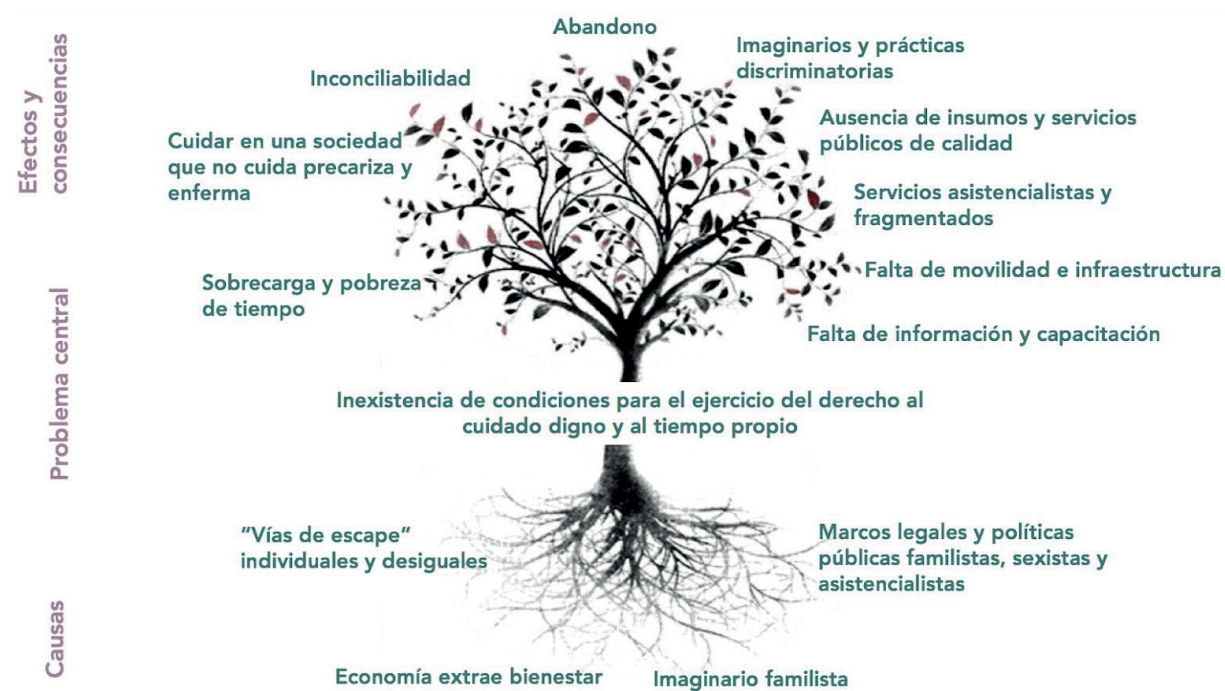 Efectos y
consecuencias
Abandono
Imaginarios y prácticas
discriminatorias
Inconciliabilidad
Ausencia de insumos y servicios
públicos de calidad
Cuidar en una sociedad
que no cuida precariza y
enferma
Servicios asistencialistas y
fragmentados
Falta de movilidad e infraestructura
Sobrecarga y pobreza
de tiempo
Falta de información y capacitación
Problema central
Inexistencia de condiciones para el ejercicio del derecho al
cuidado digno y al tiempo propio
Causas
“Vías de escape”
individuales y desiguales
Marcos legales y políticas
públicas familistas, sexistas y
asistencialistas
Economía extrae bienestar
Imaginario familista